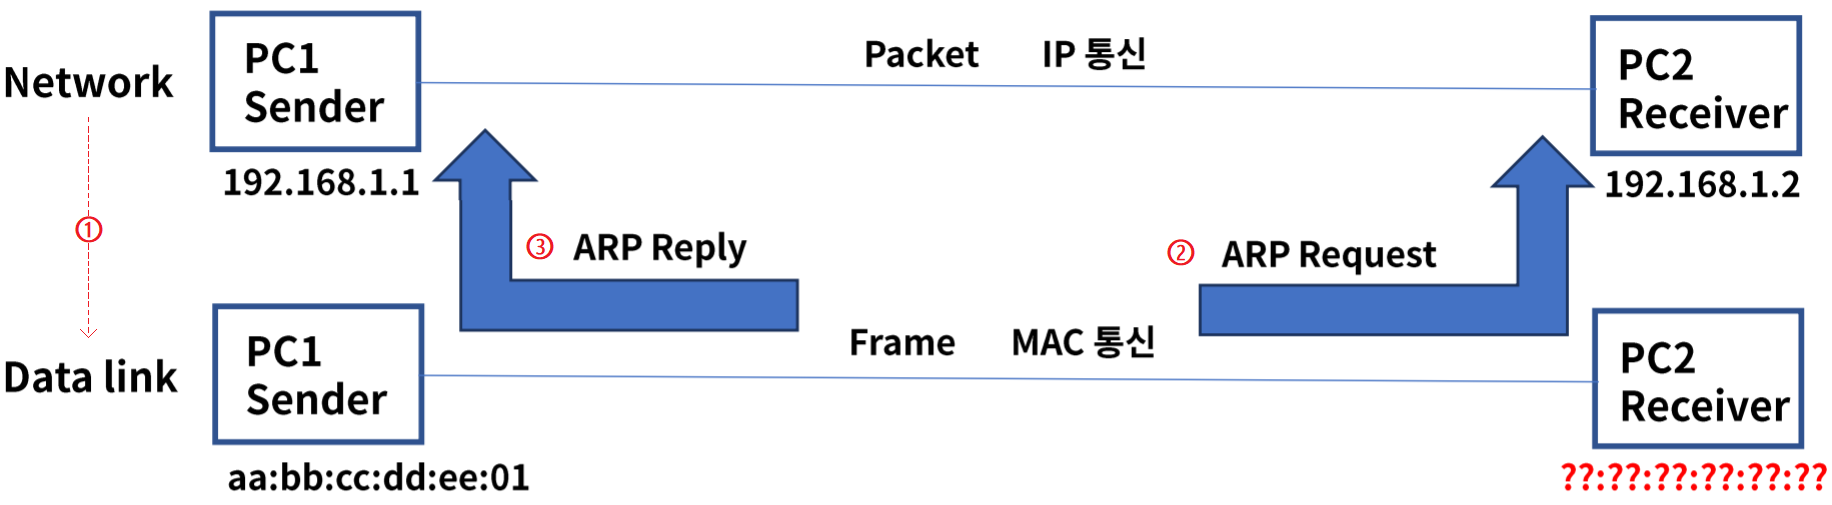 Network
PC1
Sender
192.168.1.1
Packet IP 통신
PC2
Receiver
192.168.1.2
①
③ ARP Reply
② ARP Request
Data link
PC1
Sender
aa:bb:cc:dd:ee:01
Frame MAC 통신
PC2
Receiver
??:??:??:??:??:??